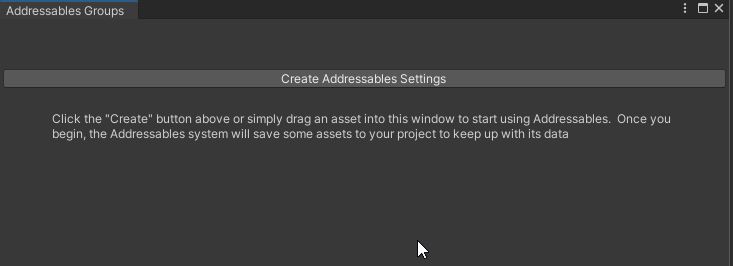 Addressables Groups
Create Addressables Settings
Click the "Create" button above or simply drag an asset into this window to start using Addressables.  Once you
begin, the Addressables system will save some assets to your project to keep up with its data